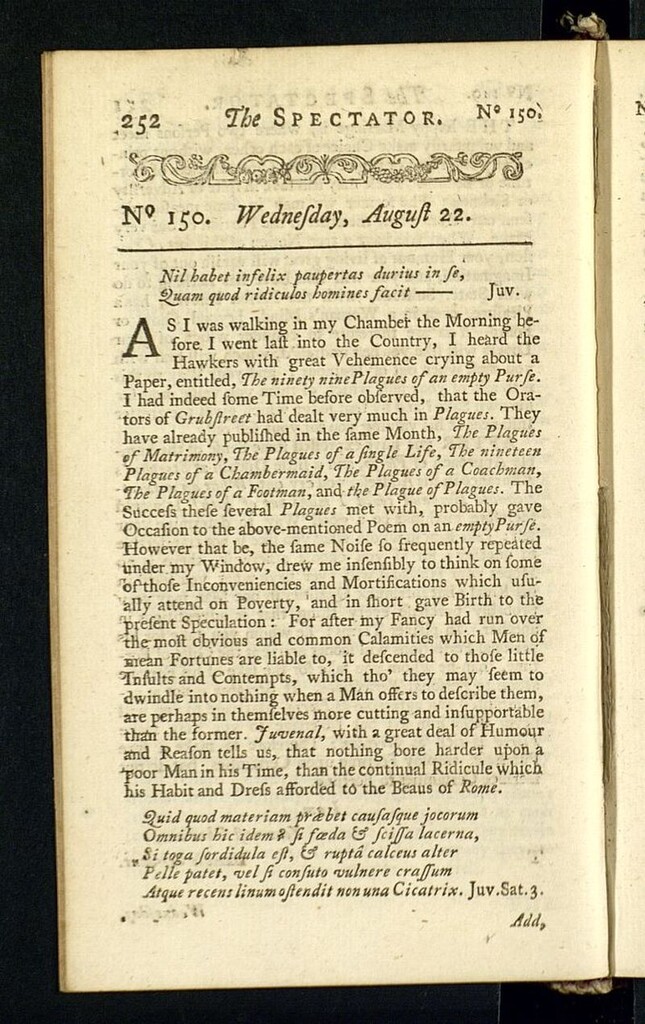 252 The SPECTATOR. Nº 150.
Nº 150. Wedneſday, Auguſt 22.
Nil habet infelix paupertas durius in ſe,
Quam quod ridiculos homines facit —— Juv.
AS I was walking in my Chamber the Morning be-
fore I went laſt into the Country, I heard the
Hawkers with great Vehemence crying about a
Paper, entitled, The ninety nine Plagues of an empty Purſe.
I had indeed ſome Time before obſerved, that the Ora-
tors of Grubſtreet had dealt very much in Plagues. They
have already publiſhed in the ſame Month, The Plagues
of Matrimony, The Plagues of a ſingle Life, The nineteen
Plagues of a Chambermaid, The Plagues of a Coachman,
The Plagues of a Footman, and the Plague of Plagues. The
Succeſs theſe ſeveral Plagues met with, probably gave
Occaſion to the above-mentioned Poem on an empty Purſe.
However that be, the ſame Noiſe ſo frequently repeated
under my Window, drew me inſenſibly to think on ſome
of thoſe Inconveniencies and Mortifications which uſu-
ally attend on Poverty, and in ſhort gave Birth to the
preſent Speculation: For after my Fancy had run over
the moſt obvious and common Calamities which Men of
mean Fortunes are liable to, it deſcended to thoſe little
Inſults and Contempts, which tho' they may ſeem to
dwindle into nothing when a Man offers to deſcribe them,
are perhaps in themſelves more cutting and inſupportable
than the former. Juvenal, with a great deal of Humour
and Reaſon tells us, that nothing bore harder upon a
poor Man in his Time, than the continual Ridicule which
his Habit and Dreſs afforded to the Beaus of Rome.
Quid quod materiam præbet cauſaſque jocorum
Omnibus hic idem? ſi fœda & ſciſſa lacerna,
Si toga ſordidula eſt, & ruptâ calceus alter
Pelle patet, vel ſi conſuto vulnere craſſum
Atque recens linum oſtendit non una Cicatrix. Juv. Sat. 3.
Add,